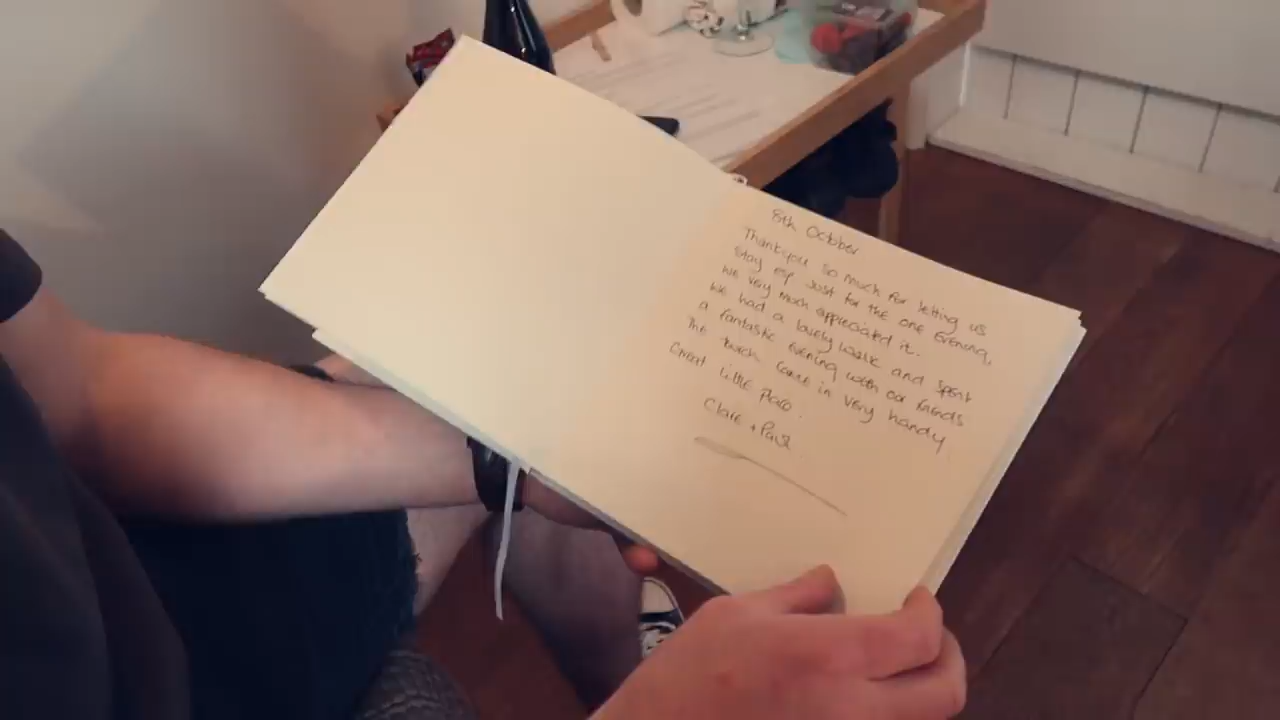 8th October
Thankyou so much for letting us
stay esp just for the one evening,
we very much appreciated it.
We had a lovely walk and spent
a fantastic evening with our friends
The torch came in very handy
Great little place.
Clare + Paul